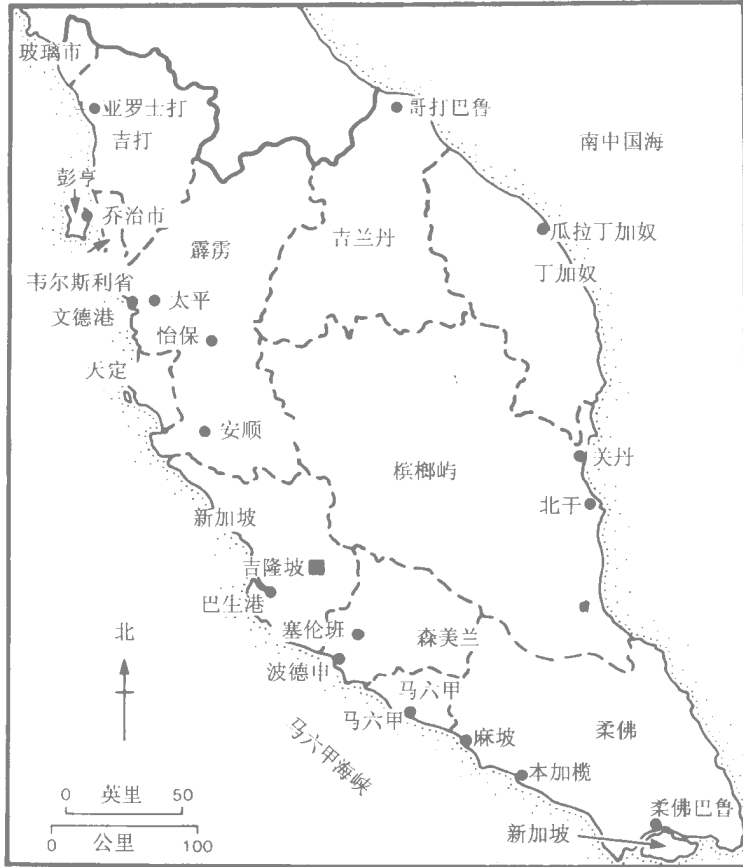 玻璃市
亚罗士打
吉打
哥打巴鲁
南中国海
彭亨
乔治市
霹雳
吉兰丹
瓜拉丁加奴
丁加奴
韦尔斯利省
文德港
太平
怡保
天定
安顺
槟榔屿
关丹
北干
新加坡
吉隆坡
巴生港
塞伦班
森美兰
波德申
马六甲
马六甲
麻坡
柔佛
马六甲海峡
本加榄
柔佛巴鲁
新加坡
北
0 英里 50
公里
0 100